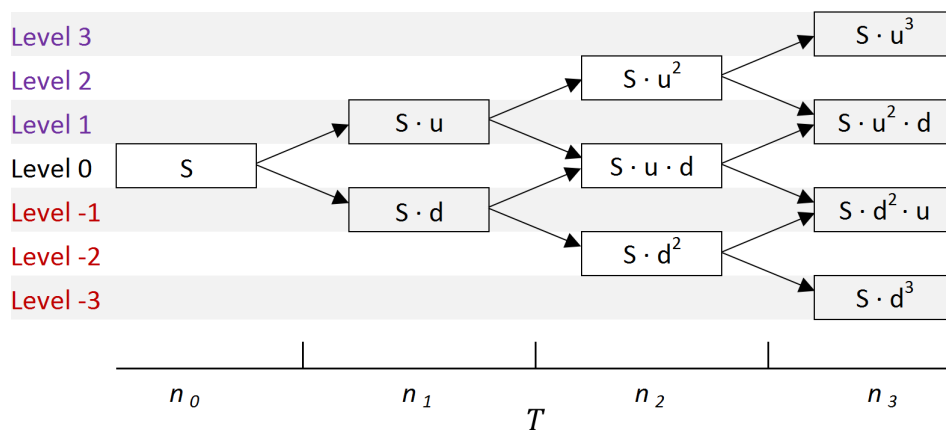 Level 3 S · u³
Level 2 S · u²
Level 1 S · u S · u² · d
Level 0 S S · u · d
Level -1 S · d S · d² · u
Level -2 S · d²
Level -3 S · d³
n₀ n₁ n₂ n₃
T